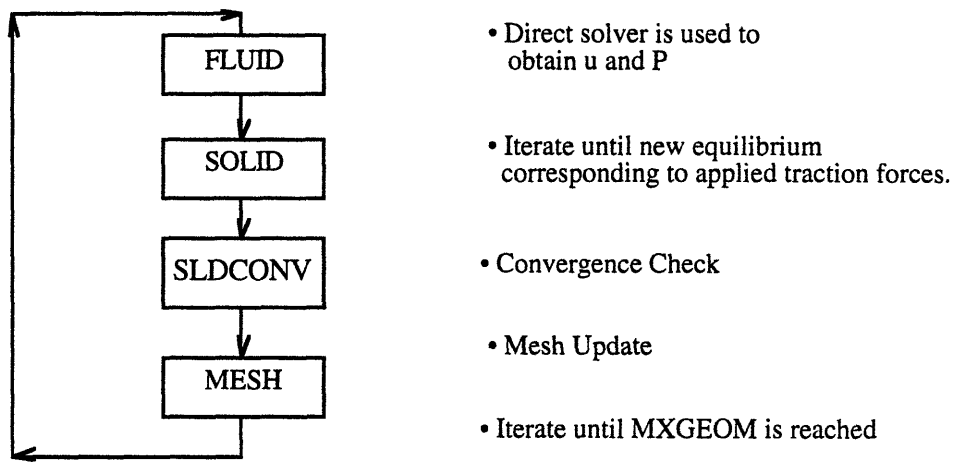 FLUID
• Direct solver is used to
obtain u and P
SOLID
• Iterate until new equilibrium
corresponding to applied traction forces.
SLDCONV
• Convergence Check
• Mesh Update
MESH
• Iterate until MXGEOM is reached